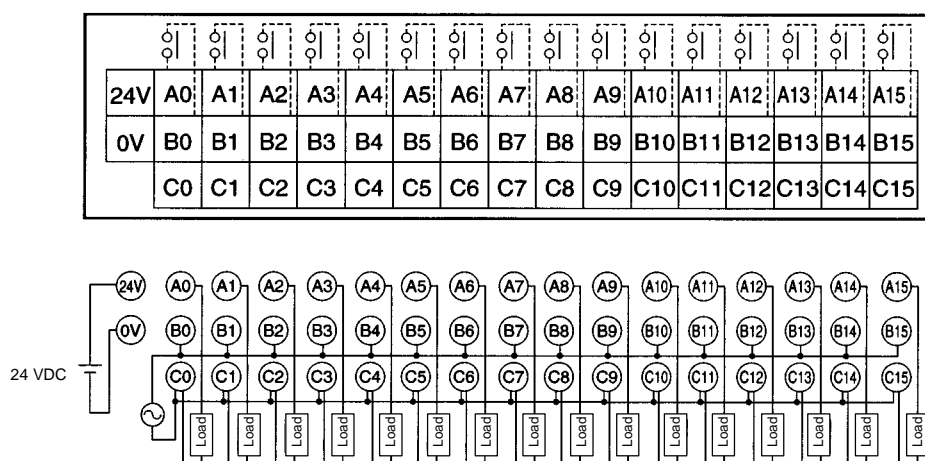 24V A0 A1 A2 A3 A4 A5 A6 A7 A8 A9 A10 A11 A12 A13 A14 A15
0V B0 B1 B2 B3 B4 B5 B6 B7 B8 B9 B10 B11 B12 B13 B14 B15
C0 C1 C2 C3 C4 C5 C6 C7 C8 C9 C10 C11 C12 C13 C14 C15
24V A0 A1 A2 A3 A4 A5 A6 A7 A8 A9 A10 A11 A12 A13 A14 A15
0V B0 B1 B2 B3 B4 B5 B6 B7 B8 B9 B10 B11 B12 B13 B14 B15
24 VDC C0 C1 C2 C3 C4 C5 C6 C7 C8 C9 C10 C11 C12 C13 C14 C15
Load Load Load Load Load Load Load Load Load Load Load Load Load Load Load Load